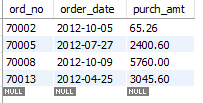 ord_no order_date purch_amt
70002 2012-10-05 65.26
70005 2012-07-27 2400.60
70008 2012-10-09 5760.00
70013 2012-04-25 3045.60
NULL NULL NULL